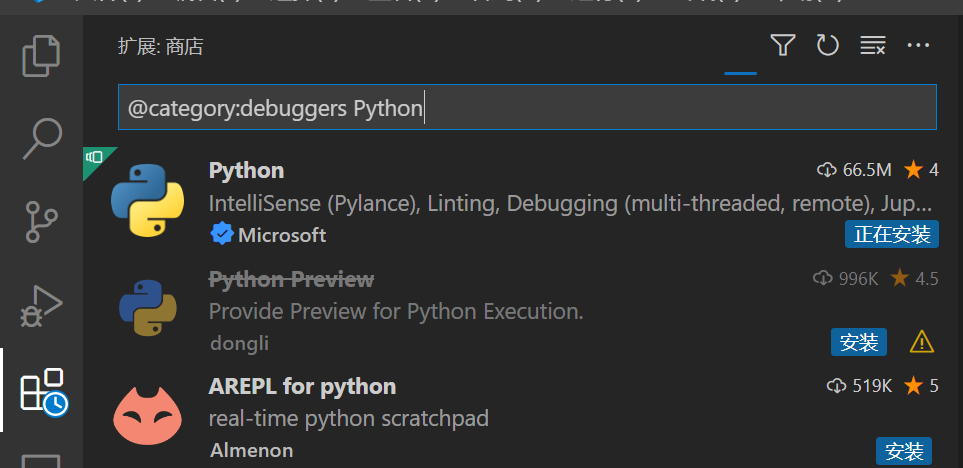 扩展: 商店
@category:debuggers Python
Python 66.5M 4
IntelliSense (Pylance), Linting, Debugging (multi-threaded, remote), Jup...
Microsoft 正在安装
Python Preview 996K 4.5
Provide Preview for Python Execution.
dongli 安装
AREPL for python 519K 5
real-time python scratchpad
Almenon 安装